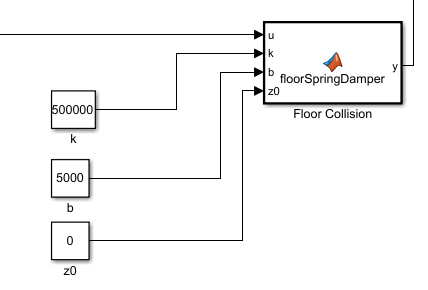 u
k
b
z0
y
floorSpringDamper
Floor Collision
500000
k
5000
b
0
z0